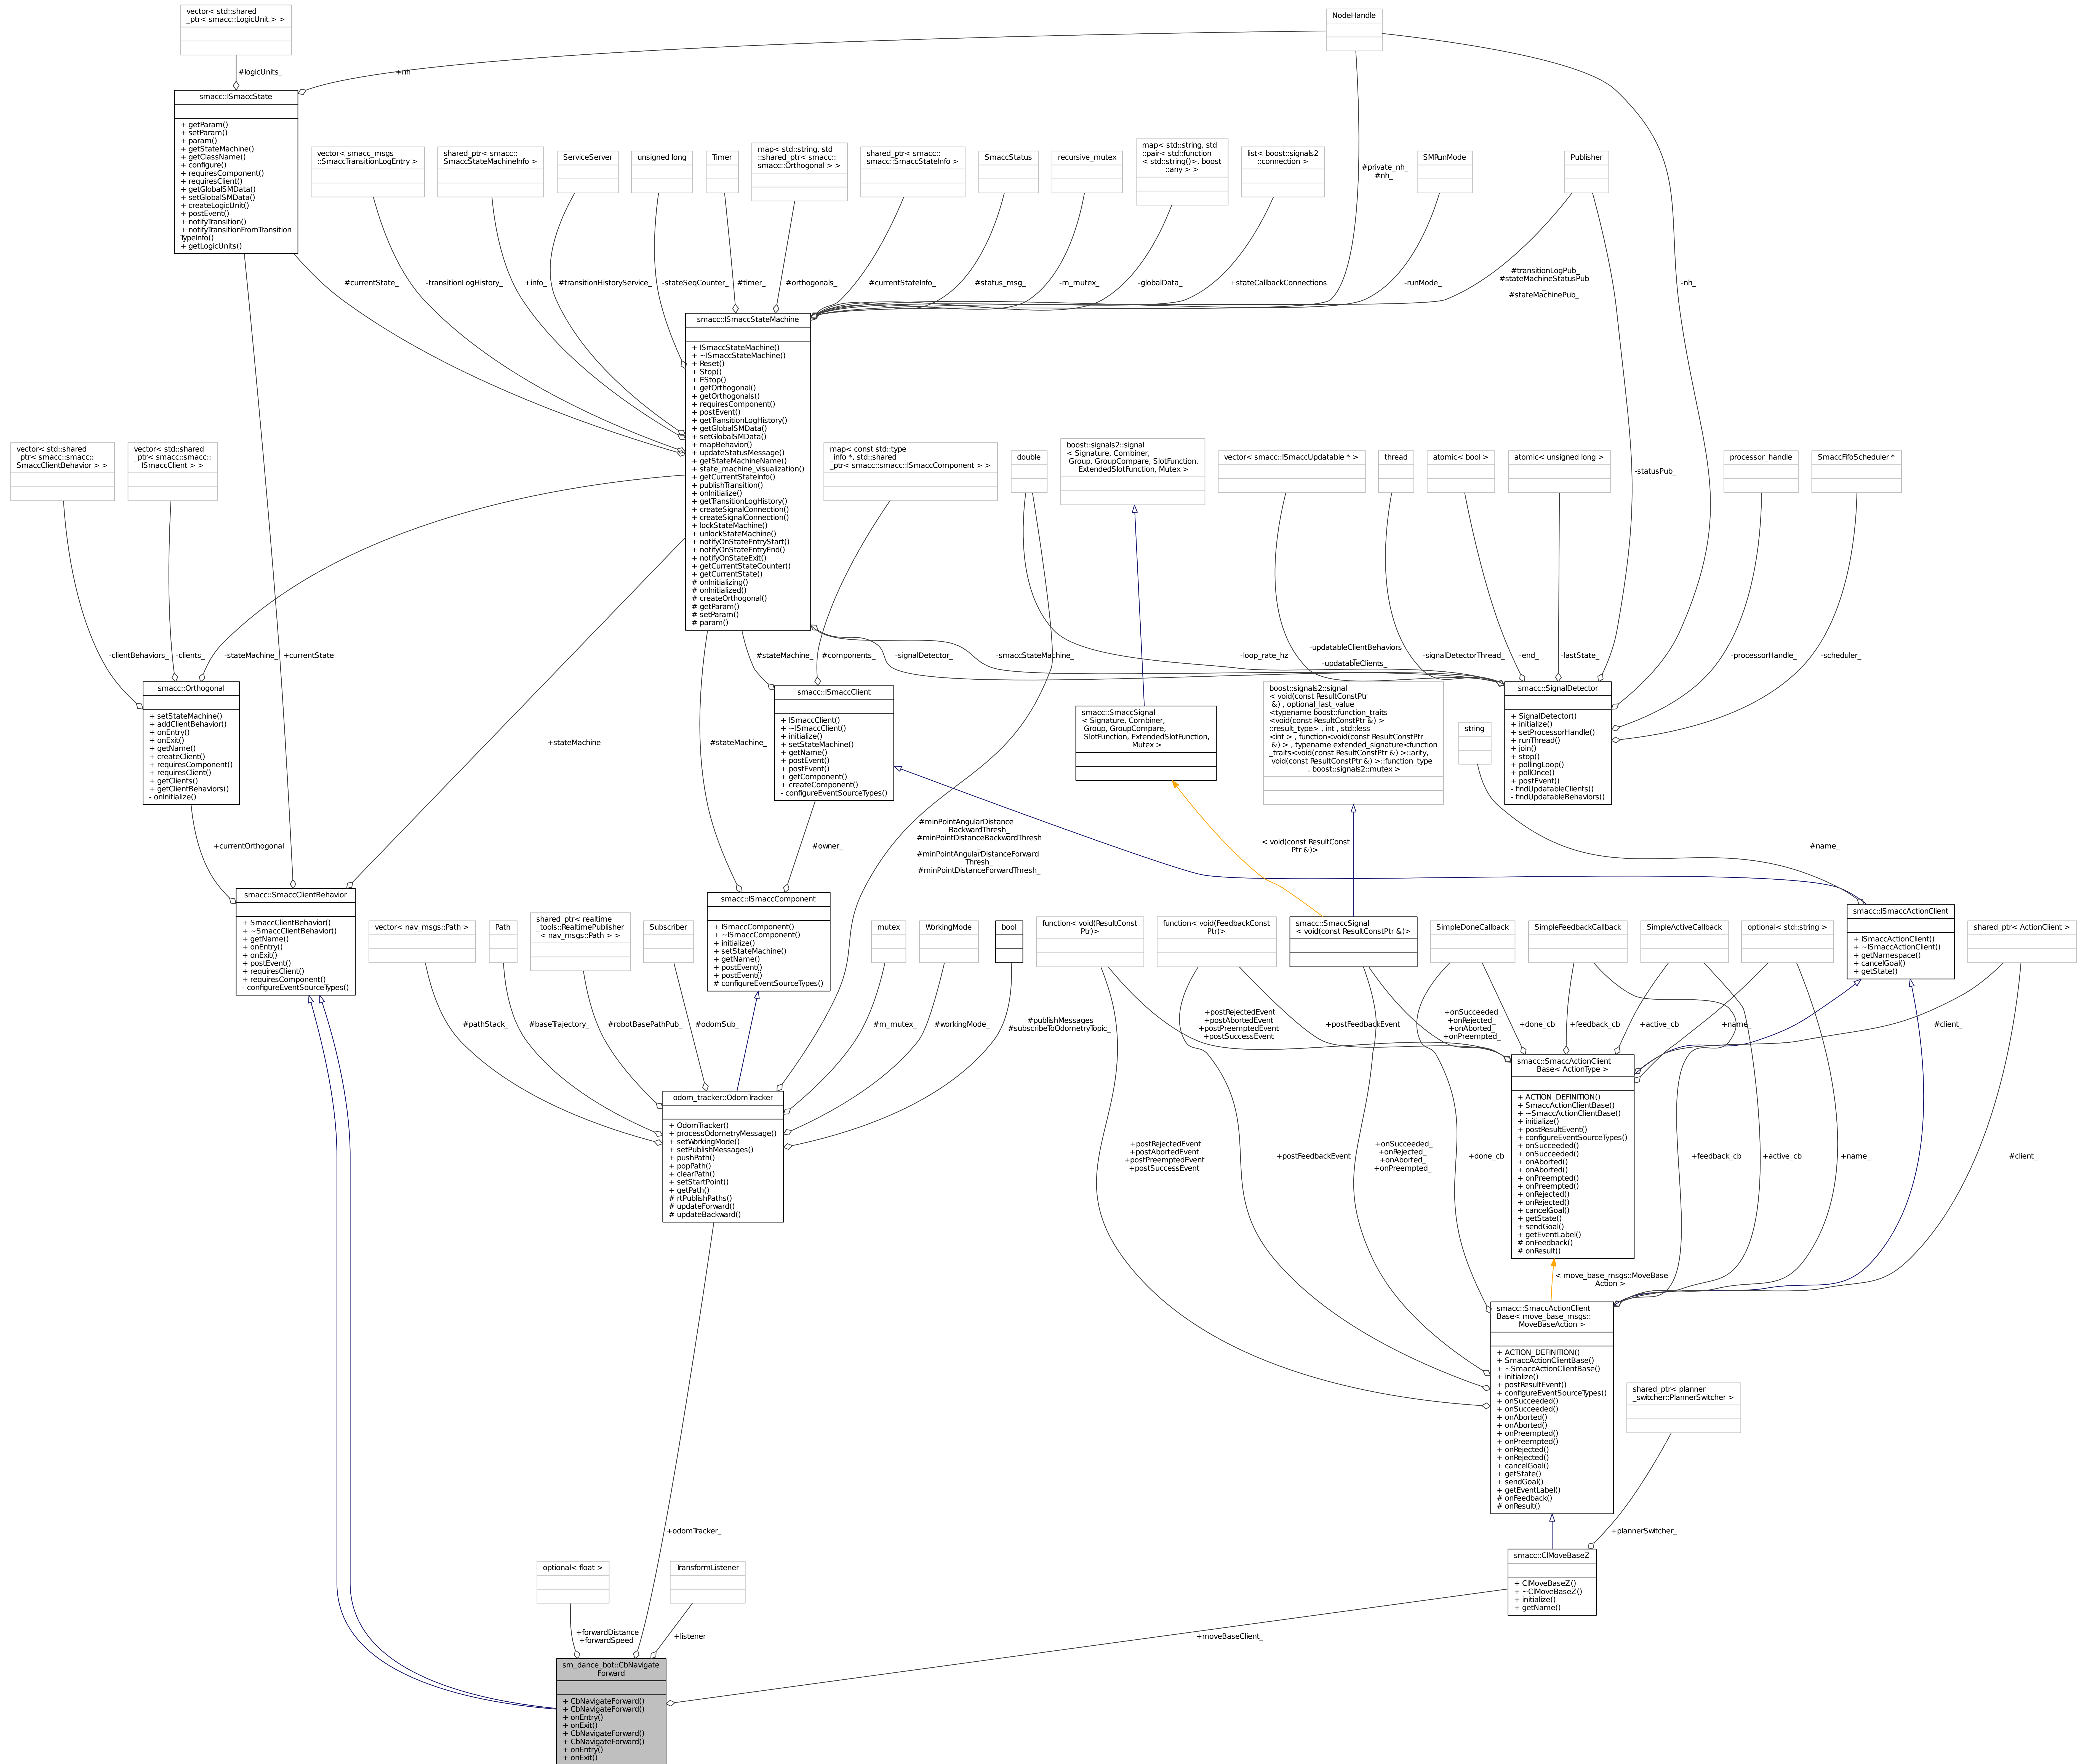 vector< std::shared
_ptr< smacc::LogicUnit > >
NodeHandle
#logicUnits_
+nh
smacc::ISmaccState
+ getParam()
+ setParam()
+ param()
+ getStateMachine()
+ getClassName()
+ configure()
+ requiresComponent()
+ requiresClient()
+ getGlobalSMData()
+ setGlobalSMData()
+ createLogicUnit()
+ postEvent()
+ notifyTransition()
+ notifyTransitionFromTransition
TypeInfo()
+ getLogicUnits()
vector< smacc_msgs
::SmaccTransitionLogEntry >
shared_ptr< smacc::
SmaccStateMachineInfo >
ServiceServer
unsigned long
Timer
map< std::string, std
::shared_ptr< smacc::
smacc::Orthogonal > >
shared_ptr< smacc::
smacc::SmaccStateInfo >
SmaccStatus
recursive_mutex
map< std::string, std
::pair< std::function
< std::string()>, boost
::any > >
list< boost::signals2
::connection >
#private_nh_
#nh_
SMRunMode
Publisher
#currentState_
-transitionLogHistory_
+info_
#transitionHistoryService_
-stateSeqCounter_
#timer_
#orthogonals_
#currentStateInfo_
#status_msg_
-m_mutex_
-globalData_
+stateCallbackConnections
-runMode_
#transitionLogPub_
#stateMachineStatusPub
_
#stateMachinePub_
-nh_
smacc::ISmaccStateMachine
+ ISmaccStateMachine()
+ ~ISmaccStateMachine()
+ Reset()
+ Stop()
+ EStop()
+ getOrthogonal()
+ getOrthogonals()
+ requiresComponent()
+ postEvent()
+ getTransitionLogHistory()
+ getGlobalSMData()
+ setGlobalSMData()
+ mapBehavior()
+ updateStatusMessage()
+ getStateMachineName()
+ state_machine_visualization()
+ getCurrentStateInfo()
+ publishTransition()
+ onInitialize()
+ getTransitionLogHistory()
+ createSignalConnection()
+ createSignalConnection()
+ lockStateMachine()
+ unlockStateMachine()
+ notifyOnStateEntryStart()
+ notifyOnStateEntryEnd()
+ notifyOnStateExit()
+ getCurrentStateCounter()
+ getCurrentState()
# onInitializing()
# onInitialized()
# createOrthogonal()
# getParam()
# setParam()
# param()
vector< std::shared
_ptr< smacc::smacc::
SmaccClientBehavior > >
vector< std::shared
_ptr< smacc::smacc::
ISmaccClient > >
map< const std::type
_info *, std::shared
_ptr< smacc::smacc::ISmaccComponent > >
double
boost::signals2::signal
< Signature, Combiner,
Group, GroupCompare, SlotFunction,
ExtendedSlotFunction, Mutex >
vector< smacc::ISmaccUpdatable * >
thread
atomic< bool >
atomic< unsigned long >
-statusPub_
processor_handle
SmaccFifoScheduler *
-clientBehaviors_
-clients_
-stateMachine_
+currentState
#stateMachine_
#components_
-signalDetector_
-smaccStateMachine_
-loop_rate_hz
-updatableClientBehaviors
_
-updatableClients_
-signalDetectorThread_
-end_
-lastState_
-processorHandle_
-scheduler_
smacc::Orthogonal
+ setStateMachine()
+ addClientBehavior()
+ onEntry()
+ onExit()
+ getName()
+ createClient()
+ requiresComponent()
+ requiresClient()
+ getClients()
+ getClientBehaviors()
- onInitialize()
+stateMachine
#stateMachine_
smacc::ISmaccClient
+ ISmaccClient()
+ ~ISmaccClient()
+ initialize()
+ setStateMachine()
+ getName()
+ postEvent()
+ postEvent()
+ getComponent()
+ createComponent()
- configureEventSourceTypes()
smacc::SmaccSignal
< Signature, Combiner,
Group, GroupCompare,
SlotFunction, ExtendedSlotFunction,
Mutex >
boost::signals2::signal
< void(const ResultConstPtr
&) , optional_last_value
<typename boost::function_traits
<void(const ResultConstPtr &) >
::result_type> , int , std::less
<int > , function<void(const ResultConstPtr
&) > , typename extended_signature<function
_traits<void(const ResultConstPtr &) >::arity,
void(const ResultConstPtr &) >::function_type
, boost::signals2::mutex >
string
smacc::SignalDetector
+ SignalDetector()
+ initialize()
+ setProcessorHandle()
+ runThread()
+ join()
+ stop()
+ pollingLoop()
+ pollOnce()
+ postEvent()
- findUpdatableClients()
- findUpdatableBehaviors()
+currentOrthogonal
#owner_
#minPointAngularDistance
BackwardThresh_
#minPointDistanceBackwardThresh
_
#minPointAngularDistanceForward
Thresh_
#minPointDistanceForwardThresh_
< void(const ResultConst
Ptr &)>
#name_
smacc::SmaccClientBehavior
+ SmaccClientBehavior()
+ ~SmaccClientBehavior()
+ getName()
+ onEntry()
+ onExit()
+ postEvent()
+ requiresClient()
+ requiresComponent()
- configureEventSourceTypes()
vector< nav_msgs::Path >
Path
shared_ptr< realtime
_tools::RealtimePublisher
< nav_msgs::Path > >
Subscriber
smacc::ISmaccComponent
+ ISmaccComponent()
+ ~ISmaccComponent()
+ initialize()
+ setStateMachine()
+ getName()
+ postEvent()
+ postEvent()
# configureEventSourceTypes()
mutex
WorkingMode
bool
function< void(ResultConst
Ptr)>
function< void(FeedbackConst
Ptr)>
smacc::SmaccSignal
< void(const ResultConstPtr &)>
SimpleDoneCallback
SimpleFeedbackCallback
SimpleActiveCallback
optional< std::string >
smacc::ISmaccActionClient
+ ISmaccActionClient()
+ ~ISmaccActionClient()
+ getNamespace()
+ cancelGoal()
+ getState()
shared_ptr< ActionClient >
#pathStack_
#baseTrajectory_
#robotBasePathPub_
#odomSub_
#m_mutex_
#workingMode_
#publishMessages
#subscribeToOdometryTopic_
+postRejectedEvent
+postAbortedEvent
+postPreemptedEvent
+postSuccessEvent
+postFeedbackEvent
+onSucceeded_
+onRejected_
+onAborted_
+onPreempted_
+done_cb
+feedback_cb
+active_cb
+name_
#client_
odom_tracker::OdomTracker
+ OdomTracker()
+ processOdometryMessage()
+ setWorkingMode()
+ setPublishMessages()
+ pushPath()
+ popPath()
+ clearPath()
+ setStartPoint()
+ getPath()
# rtPublishPaths()
# updateForward()
# updateBackward()
smacc::SmaccActionClient
Base< ActionType >
+ ACTION_DEFINITION()
+ SmaccActionClientBase()
+ ~SmaccActionClientBase()
+ initialize()
+ postResultEvent()
+ configureEventSourceTypes()
+ onSucceeded()
+ onSucceeded()
+ onAborted()
+ onAborted()
+ onPreempted()
+ onPreempted()
+ onRejected()
+ onRejected()
+ cancelGoal()
+ getState()
+ sendGoal()
+ getEventLabel()
# onFeedback()
# onResult()
+postRejectedEvent
+postAbortedEvent
+postPreemptedEvent
+postSuccessEvent
+postFeedbackEvent
+onSucceeded_
+onRejected_
+onAborted_
+onPreempted_
+done_cb
+feedback_cb
+active_cb
+name_
#client_
< move_base_msgs::MoveBase
Action >
smacc::SmaccActionClient
Base< move_base_msgs::
MoveBaseAction >
+ ACTION_DEFINITION()
+ SmaccActionClientBase()
+ ~SmaccActionClientBase()
+ initialize()
+ postResultEvent()
+ configureEventSourceTypes()
+ onSucceeded()
+ onSucceeded()
+ onAborted()
+ onAborted()
+ onPreempted()
+ onPreempted()
+ onRejected()
+ onRejected()
+ cancelGoal()
+ getState()
+ sendGoal()
+ getEventLabel()
# onFeedback()
# onResult()
shared_ptr< planner
_switcher::PlannerSwitcher >
+odomTracker_
+plannerSwitcher_
optional< float >
TransformListener
smacc::ClMoveBaseZ
+ ClMoveBaseZ()
+ ~ClMoveBaseZ()
+ initialize()
+ getName()
+forwardDistance
+forwardSpeed
+listener
+moveBaseClient_
sm_dance_bot::CbNavigate
Forward
+ CbNavigateForward()
+ CbNavigateForward()
+ onEntry()
+ onExit()
+ CbNavigateForward()
+ CbNavigateForward()
+ onEntry()
+ onExit()